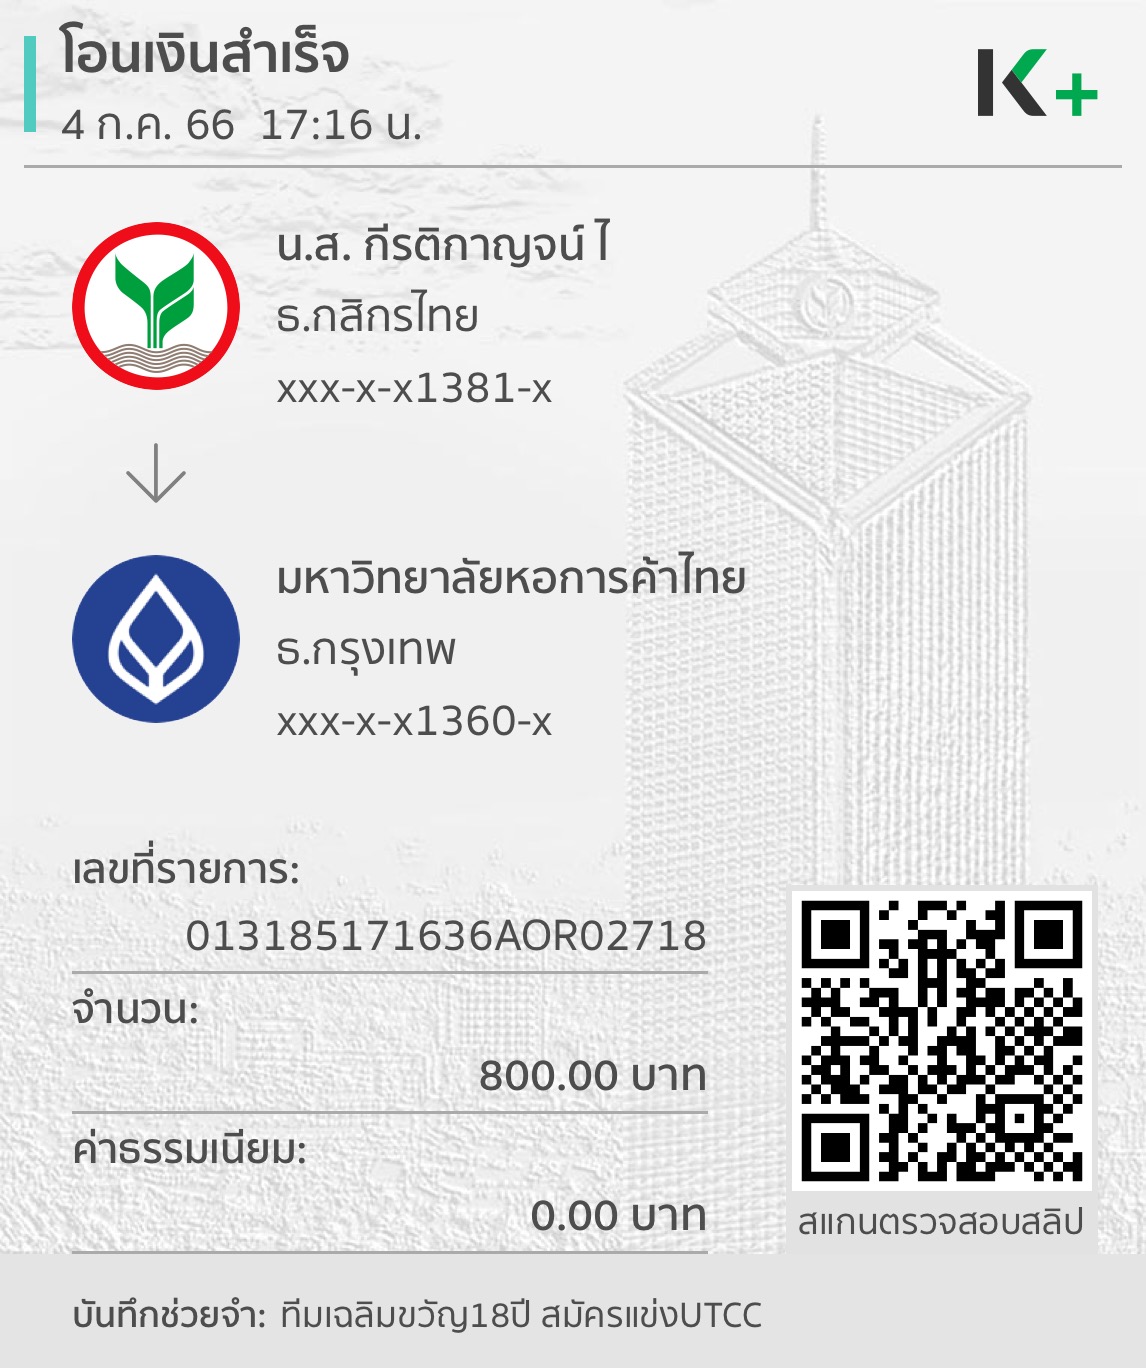 โอนเงินสำเร็จ
4 ก.ค. 66  17:16 น.
K+
น.ส. กีรติกาญจน์ ไ
ธ.กสิกรไทย
xxx-x-x1381-x
มหาวิทยาลัยหอการค้าไทย
ธ.กรุงเทพ
xxx-x-x1360-x
เลขที่รายการ:
013185171636AOR02718
จำนวน:
800.00 บาท
ค่าธรรมเนียม:
0.00 บาท
สแกนตรวจสอบสลิป
บันทึกช่วยจำ: ทีมเฉลิมขวัญ18ปี สมัครแข่งUTCC